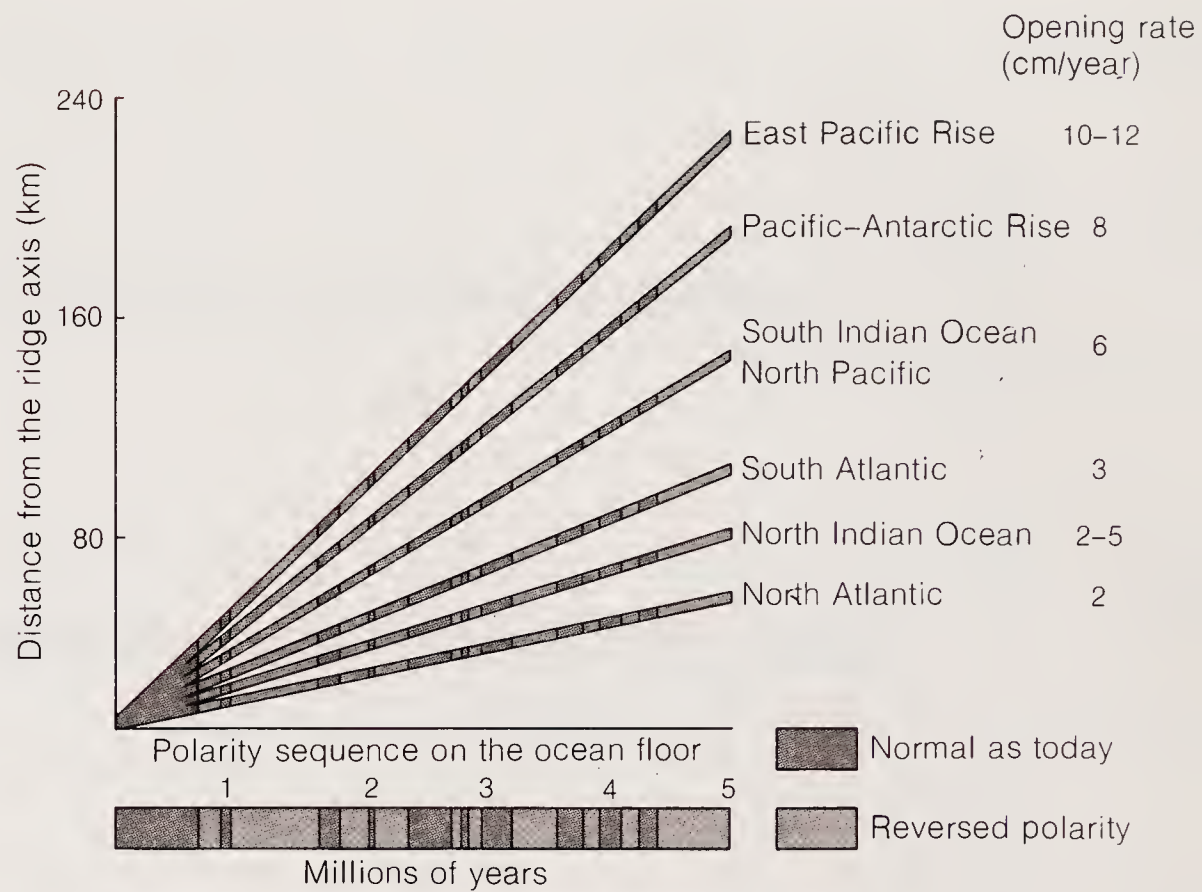 Opening rate
(cm/year)
240
160
80
Distance from the ridge axis (km)
East Pacific Rise 10–12
Pacific–Antarctic Rise 8
South Indian Ocean
North Pacific
6
South Atlantic 3
North Indian Ocean 2–5
North Atlantic 2
Polarity sequence on the ocean floor
1 2 3 4 5
Millions of years
Normal as today
Reversed polarity